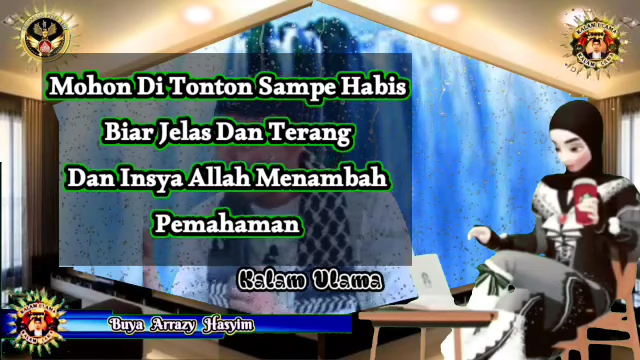 Mohon Di Tonton Sampe Habis
Biar Jelas Dan Terang
Dan Insya Allah Menambah
Pemahaman
Kalam Ulama
Buya Arrazy Hasyim